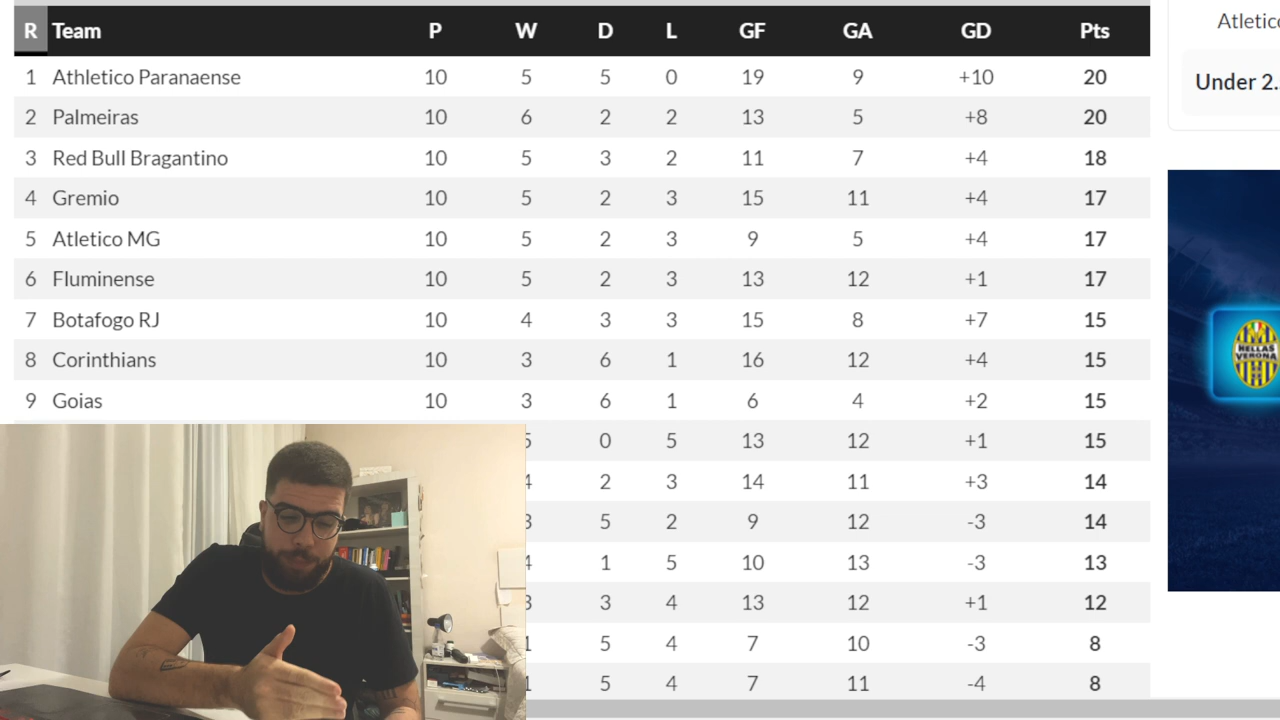 R Team P W D L GF GA GD Pts
1 Athletico Paranaense 10 5 5 0 19 9 +10 20
2 Palmeiras 10 6 2 2 13 5 +8 20
3 Red Bull Bragantino 10 5 3 2 11 7 +4 18
4 Gremio 10 5 2 3 15 11 +4 17
5 Atletico MG 10 5 2 3 9 5 +4 17
6 Fluminense 10 5 2 3 13 12 +1 17
7 Botafogo RJ 10 4 3 3 15 8 +7 15
8 Corinthians 10 3 6 1 16 12 +4 15
9 Goias 10 3 6 1 6 4 +2 15
5 0 5 13 12 +1 15
4 2 3 14 11 +3 14
3 5 2 9 12 -3 14
4 1 5 10 13 -3 13
3 3 4 13 12 +1 12
1 5 4 7 10 -3 8
1 5 4 7 11 -4 8
Atletico
Under 2.
HELLAS
VERONA